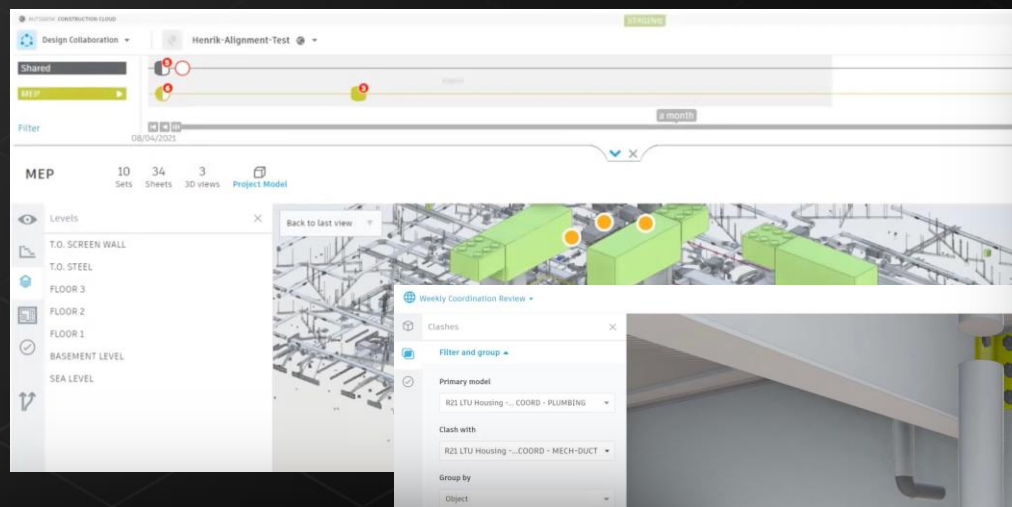 AUTODESK CONSTRUCTION CLOUD
STAGING
Design Collaboration
Henrik-Alignment-Test
Shared
5
MEP
6
3
a month
Filter
08/04/2021
MEP
10
34
3
Sets
Sheets
3D views
Project Model
Levels
Back to last view
T.O. SCREEN WALL
T.O. STEEL
FLOOR 3
FLOOR 2
FLOOR 1
BASEMENT LEVEL
SEA LEVEL
Weekly Coordination Review
Clashes
Filter and group
Primary model
R21 LTU Housing -... COORD - PLUMBING
Clash with
R21 LTU Housing -...COORD - MECH-DUCT
Group by
Object